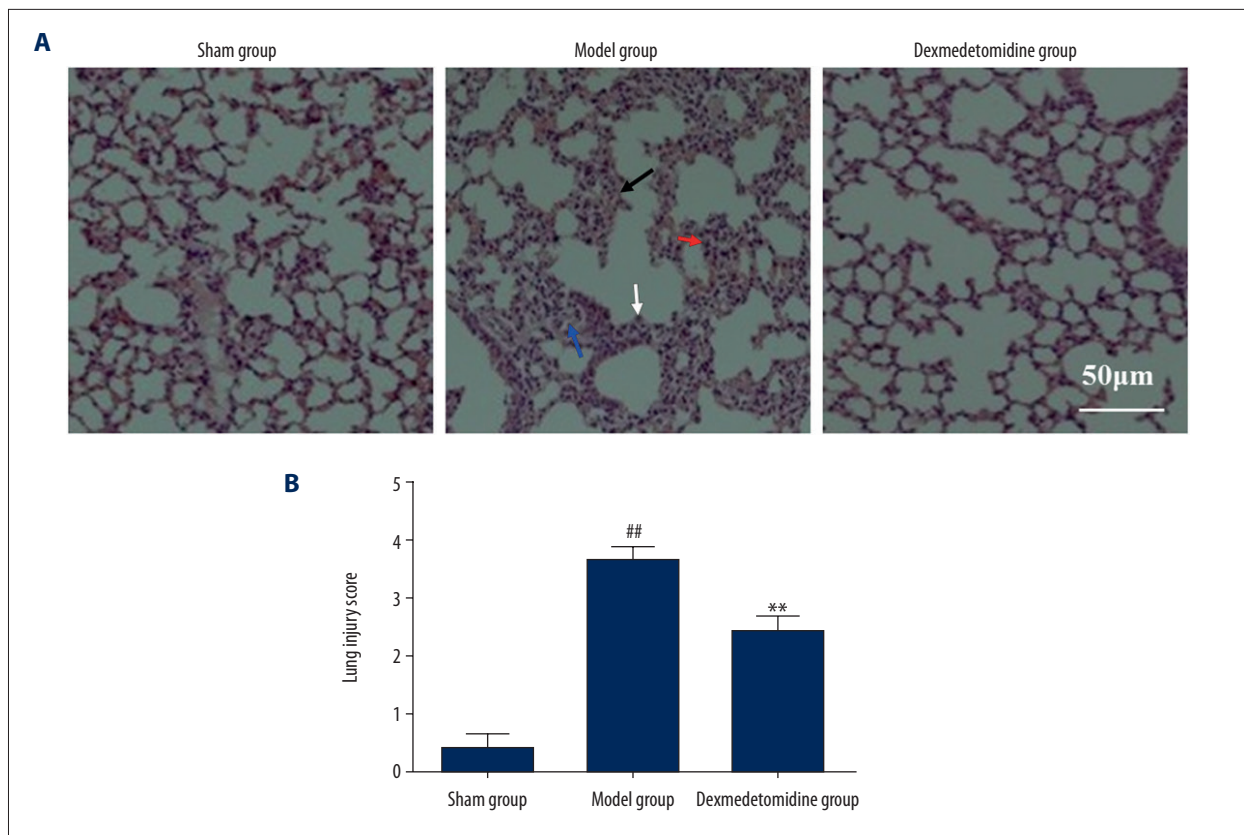 A
Sham group
Model group
Dexmedetomidine group
50µm
B
Lung injury score
5
4
3
2
1
0
##
**
Sham group
Model group
Dexmedetomidine group